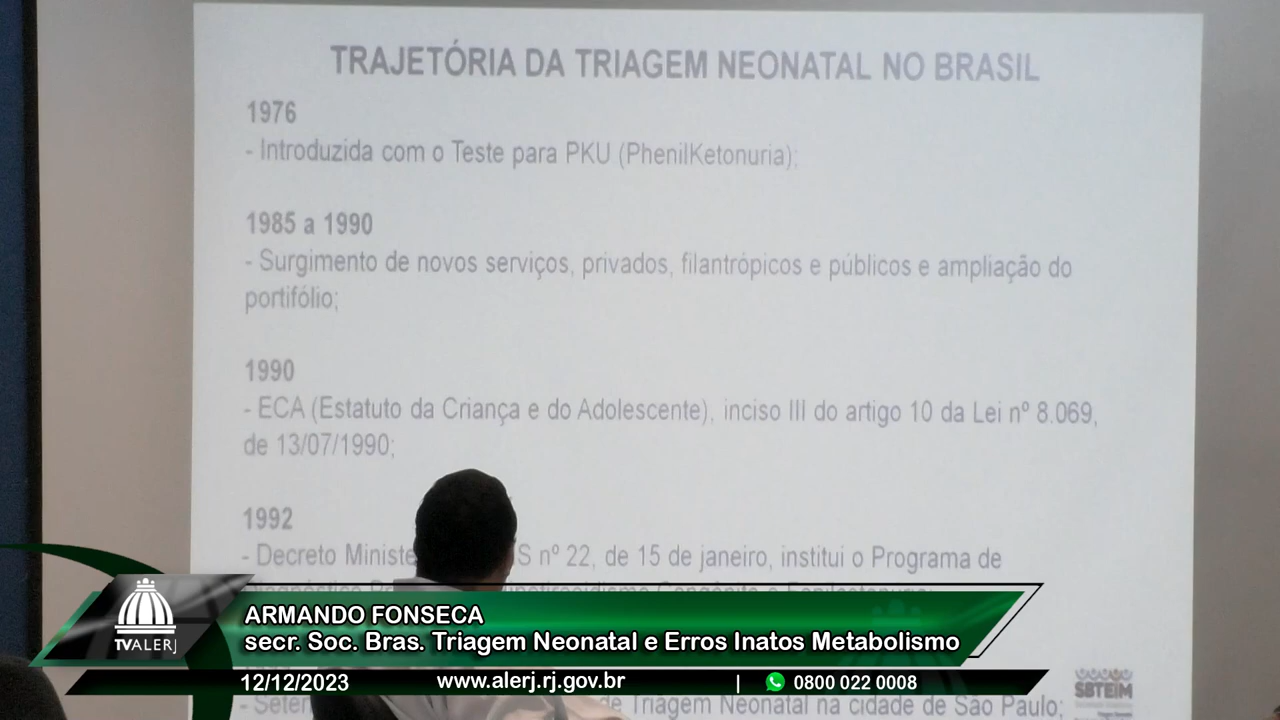 TRAJETÓRIA DA TRIAGEM NEONATAL NO BRASIL
1976
- Introduzida com o Teste para PKU (PhenilKetonuria);
1985 a 1990
- Surgimento de novos serviços, privados, filantrópicos e públicos e ampliação do
portifólio;
1990
- ECA (Estatuto da Criança e do Adolescente), inciso III do artigo 10 da Lei nº 8.069,
de 13/07/1990;
1992
- Decreto S nº 22, de 15 de janeiro, institui o Programa de
ARMANDO FONSECA
secr. Soc. Bras. Triagem Neonatal e Erros Inatos Metabolismo
TVALERJ
12/12/2023 www.alerj.rj.gov.br | 0800 022 0008
SBTEIM
de Triagem Neonatal na cidade de São Paulo;